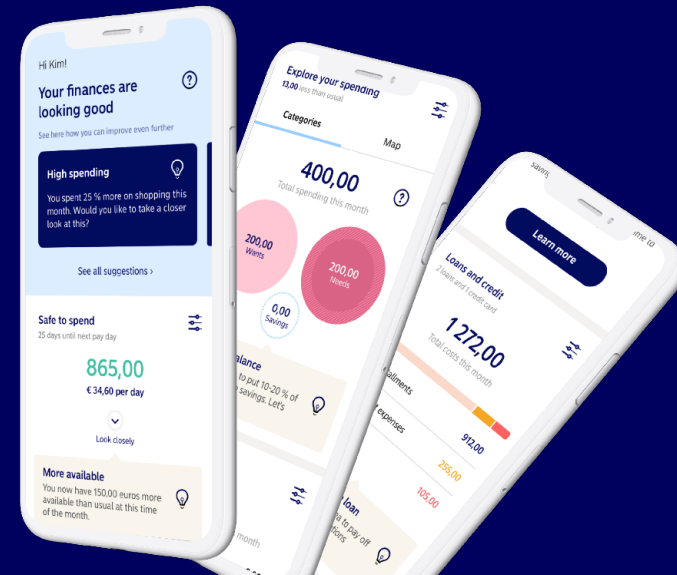 Hi Kim!
Your finances are
looking good
See here how you can improve even further
High spending
You spent 25 % more on shopping this
month. Would you like to take a closer
look at this?
See all suggestions ›
Safe to spend
25 days until next pay day
865,00
€ 34,60 per day
Look closely
More available
You now have 150,00 euros more
available than usual at this time
of the month.
Explore your spending
13,00 less than usual
Categories
Map
400,00
Total spending this month
200,00
Wants
200,00
Needs
0,00
Savings
alance
to put 10-20 % of
savings. Let's
month
Learn more
Loans and credit
2 loans and 1 credit card
1 272,00
Total costs this month
allments
912,00
expenses
255,00
105,00
loan
to pay off